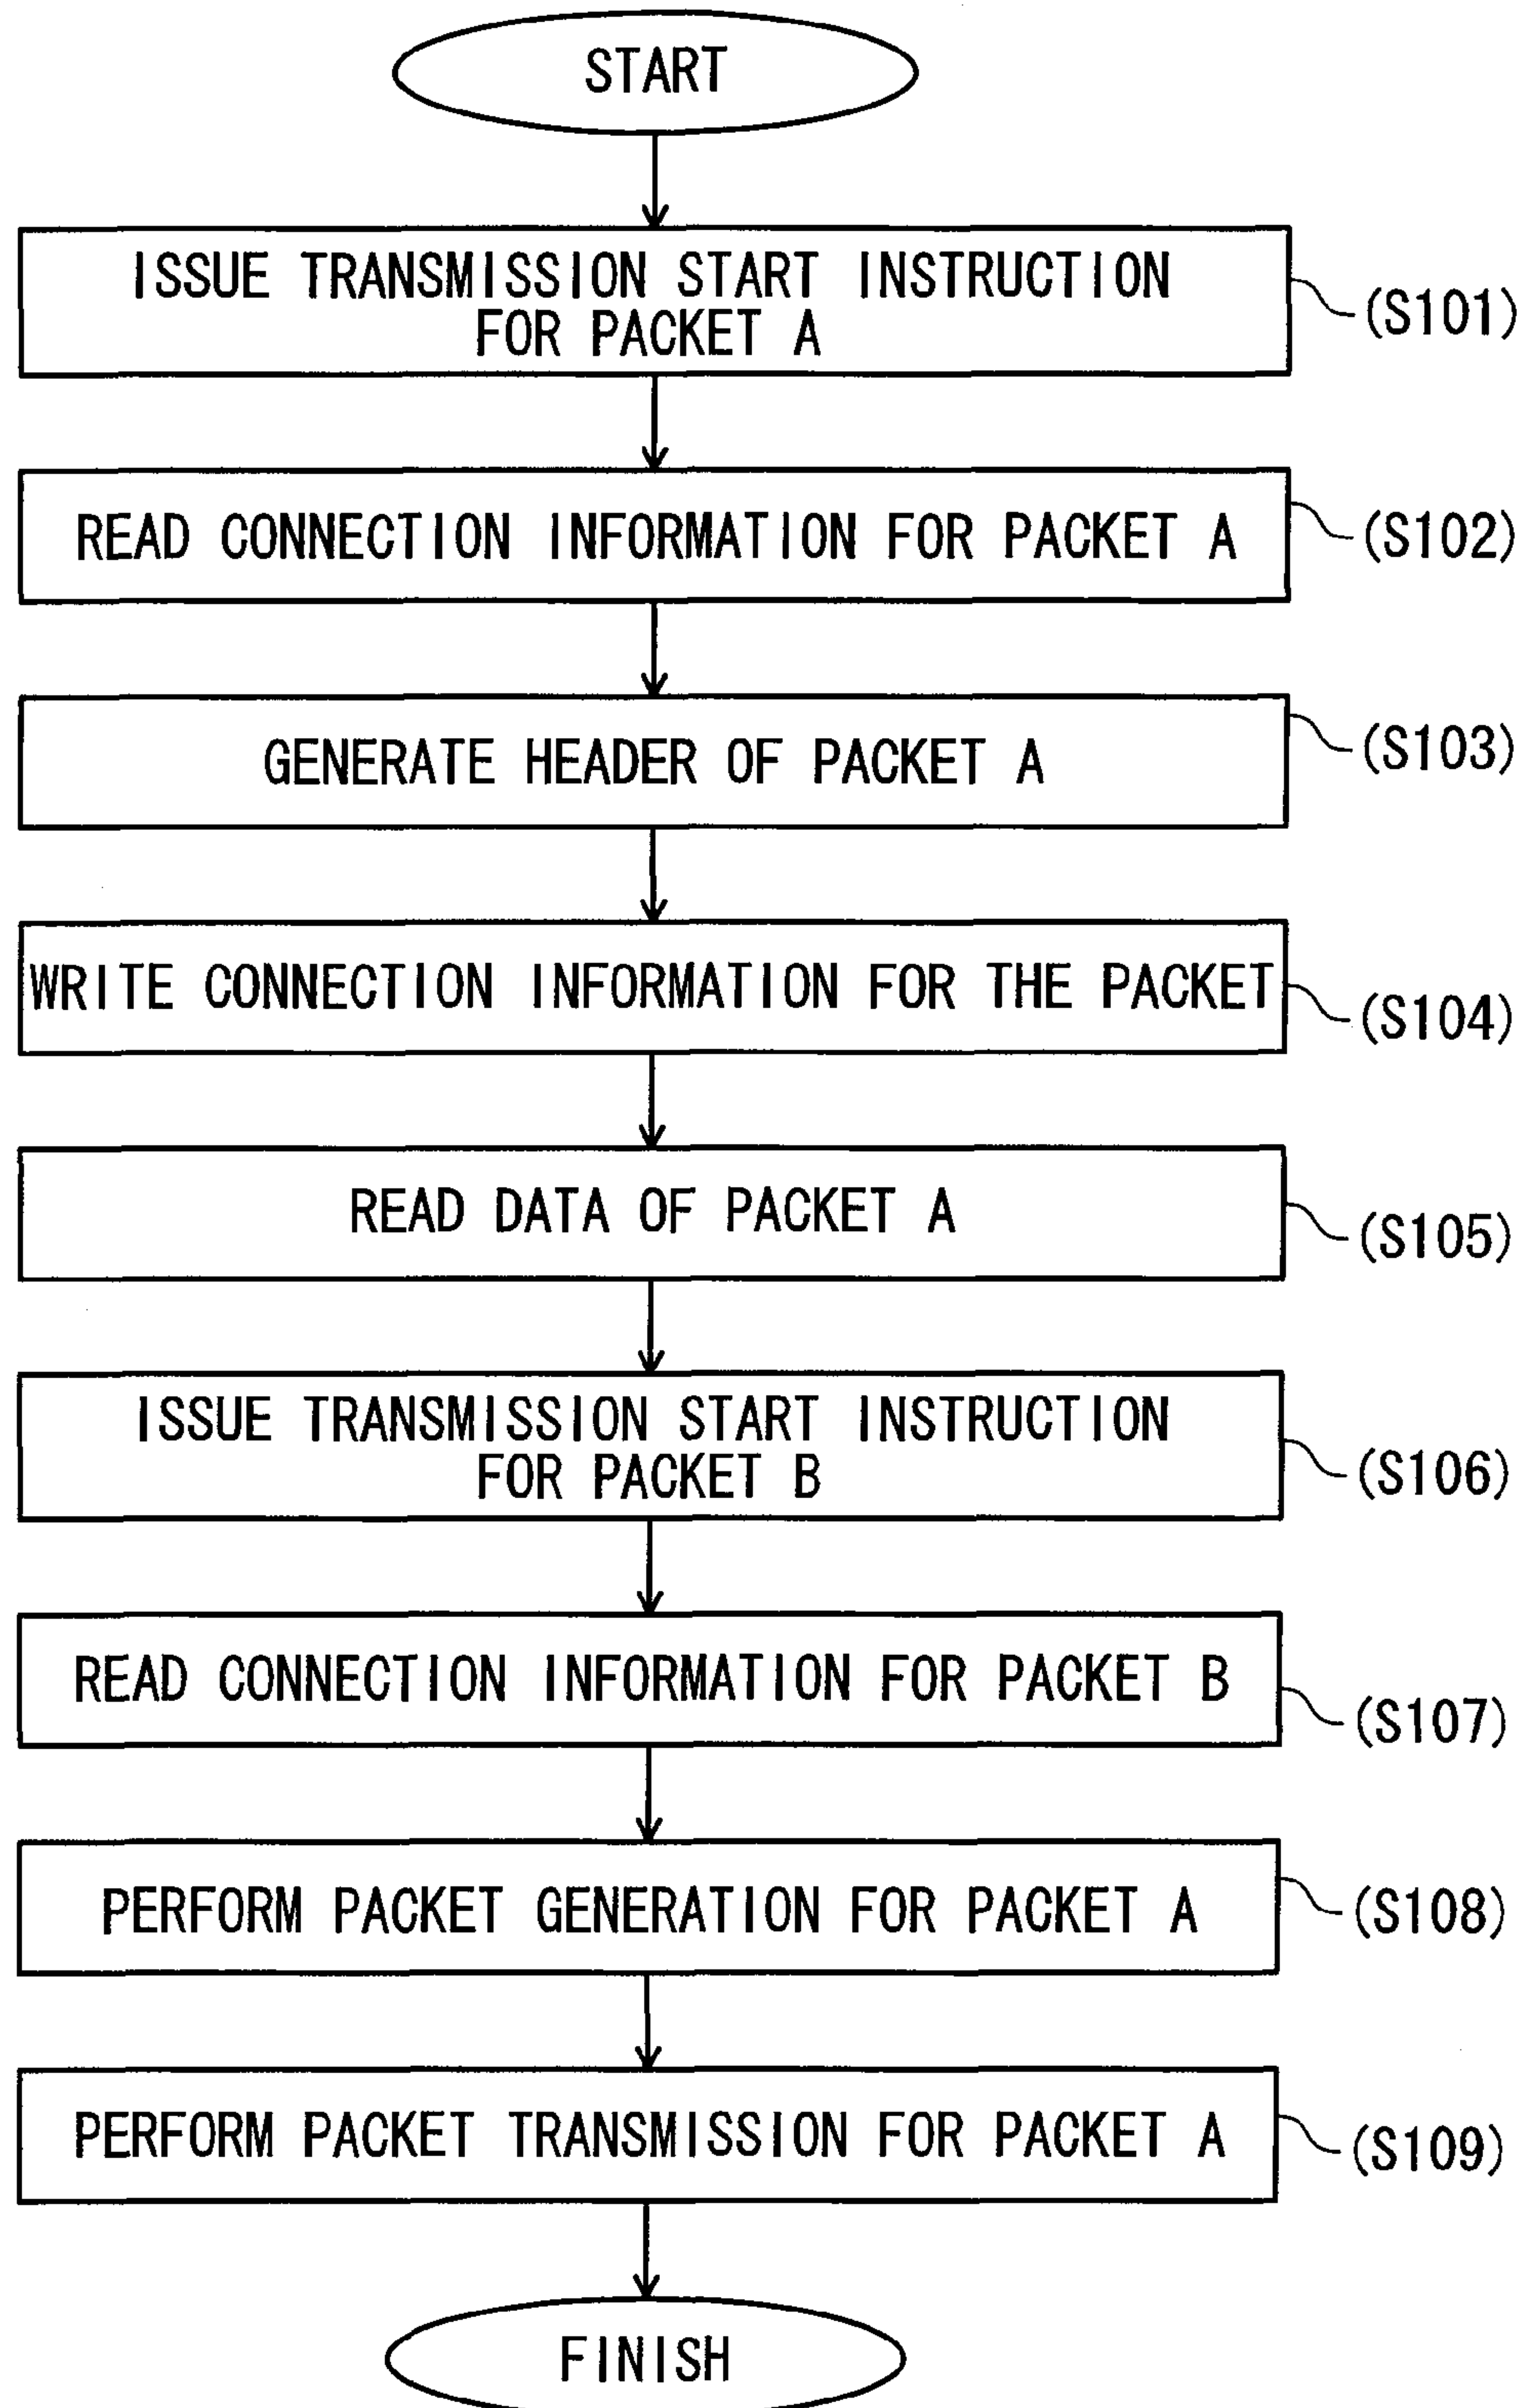 START
ISSUE TRANSMISSION START INSTRUCTION
FOR PACKET A
(S101)
READ CONNECTION INFORMATION FOR PACKET A
(S102)
GENERATE HEADER OF PACKET A
(S103)
WRITE CONNECTION INFORMATION FOR THE PACKET
(S104)
READ DATA OF PACKET A
(S105)
ISSUE TRANSMISSION START INSTRUCTION
FOR PACKET B
(S106)
READ CONNECTION INFORMATION FOR PACKET B
(S107)
PERFORM PACKET GENERATION FOR PACKET A
(S108)
PERFORM PACKET TRANSMISSION FOR PACKET A
(S109)
FINISH